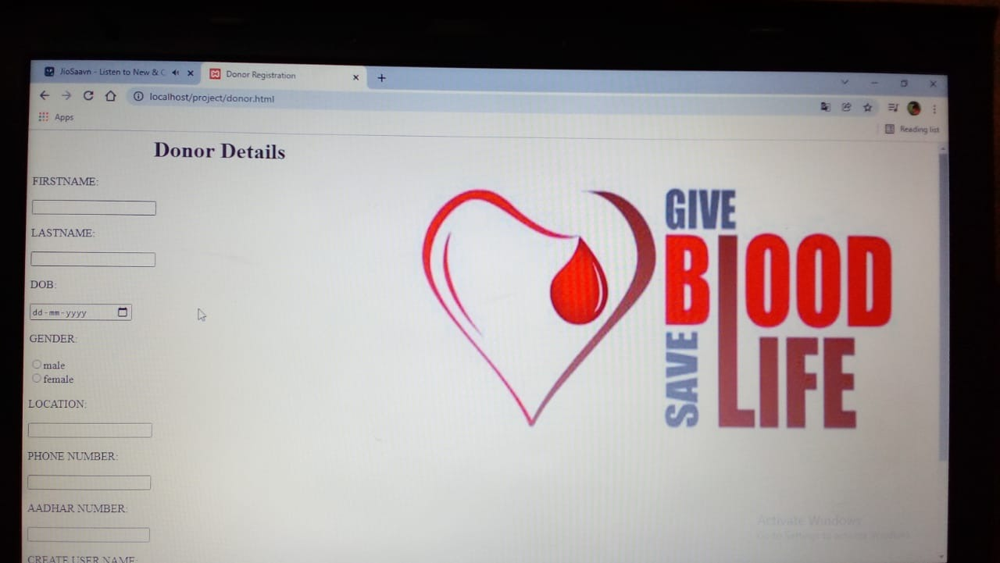 JioSaavn - Listen to New & O
Donor Registration
localhost/project/donor.html
Apps
Reading list
Donor Details
FIRSTNAME:
LASTNAME:
DOB:
dd-mm-yyyy
GENDER:
male
female
LOCATION:
PHONE NUMBER:
AADHAR NUMBER:
CREATE USER NAME:
GIVE
BLOOD
SAVE
LIFE
Activate Windows
Go to Settings to activate Windows.